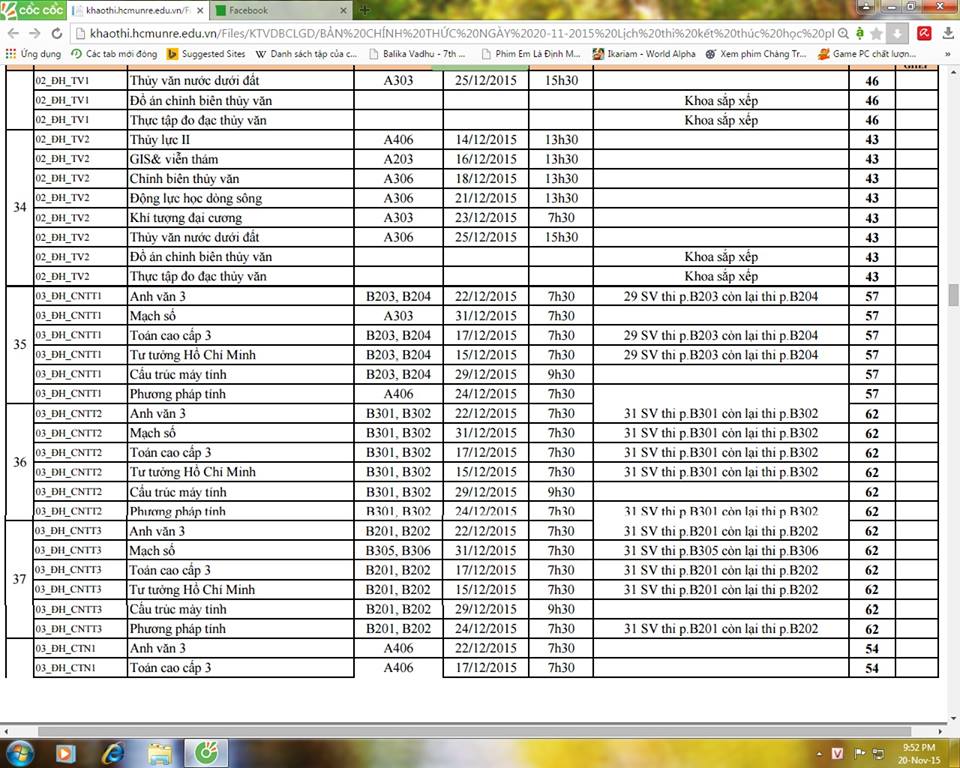 cốc cốc khaothi.hcmunre.edu.vn/F Facebook
khaothi.hcmunre.edu.vn/Files/KTVDBCLGD/BẢN%20CHÍNH%20THỨC%20NGÀY%2020-11-2015%20Lịch%20thi%20kết%20thúc%20học%20pl
Ứng dụng Các tab mới đóng Suggested Sites Danh sách tập của c... Balika Vadhu - 7th ... Phim Em Là Định M... Ikariam - World Alpha Xem phim Chàng Tr... Game PC chất lượn...
GHÉP
02_ĐH_TV1 Thủy văn nước dưới đất A303 25/12/2015 15h30 46
02_ĐH_TV1 Đồ án chỉnh biên thủy văn Khoa sắp xếp 46
02_ĐH_TV1 Thực tập đo đạc thủy văn Khoa sắp xếp 46
34
02_ĐH_TV2 Thủy lực II A406 14/12/2015 13h30 43
02_ĐH_TV2 GIS& viễn thám A203 16/12/2015 13h30 43
02_ĐH_TV2 Chỉnh biên thủy văn A306 18/12/2015 13h30 43
02_ĐH_TV2 Động lực học dòng sông A306 21/12/2015 13h30 43
02_ĐH_TV2 Khí tượng đại cương A303 23/12/2015 7h30 43
02_ĐH_TV2 Thủy văn nước dưới đất A306 25/12/2015 15h30 43
02_ĐH_TV2 Đồ án chỉnh biên thủy văn Khoa sắp xếp 43
02_ĐH_TV2 Thực tập đo đạc thủy văn Khoa sắp xếp 43
35
03_ĐH_CNTT1 Anh văn 3 B203, B204 22/12/2015 7h30 29 SV thi p.B203 còn lại thi p.B204 57
03_ĐH_CNTT1 Mạch số A303 31/12/2015 7h30 57
03_ĐH_CNTT1 Toán cao cấp 3 B203, B204 17/12/2015 7h30 29 SV thi p.B203 còn lại thi p.B204 57
03_ĐH_CNTT1 Tư tưởng Hồ Chí Minh B203, B204 15/12/2015 7h30 29 SV thi p.B203 còn lại thi p.B204 57
03_ĐH_CNTT1 Cấu trúc máy tính B203, B204 29/12/2015 9h30 57
03_ĐH_CNTT1 Phương pháp tính A406 24/12/2015 7h30 57
36
03_ĐH_CNTT2 Anh văn 3 B301, B302 22/12/2015 7h30 31 SV thi p.B301 còn lại thi p.B302 62
03_ĐH_CNTT2 Mạch số B301, B302 31/12/2015 7h30 31 SV thi p.B301 còn lại thi p.B302 62
03_ĐH_CNTT2 Toán cao cấp 3 B301, B302 17/12/2015 7h30 31 SV thi p.B301 còn lại thi p.B302 62
03_ĐH_CNTT2 Tư tưởng Hồ Chí Minh B301, B302 15/12/2015 7h30 31 SV thi p.B301 còn lại thi p.B302 62
03_ĐH_CNTT2 Cấu trúc máy tính B301, B302 29/12/2015 9h30 62
03_ĐH_CNTT2 Phương pháp tính B301, B302 24/12/2015 7h30 31 SV thi p.B301 còn lại thi p.B302 62
37
03_ĐH_CNTT3 Anh văn 3 B201, B202 22/12/2015 7h30 31 SV thi p.B201 còn lại thi p.B202 62
03_ĐH_CNTT3 Mạch số B305, B306 31/12/2015 7h30 31 SV thi p.B305 còn lại thi p.B306 62
03_ĐH_CNTT3 Toán cao cấp 3 B201, B202 17/12/2015 7h30 31 SV thi p.B201 còn lại thi p.B202 62
03_ĐH_CNTT3 Tư tưởng Hồ Chí Minh B201, B202 15/12/2015 7h30 31 SV thi p.B201 còn lại thi p.B202 62
03_ĐH_CNTT3 Cấu trúc máy tính B201, B202 29/12/2015 9h30 62
03_ĐH_CNTT3 Phương pháp tính B201, B202 24/12/2015 7h30 31 SV thi p.B201 còn lại thi p.B202 62
03_ĐH_CTN1 Anh văn 3 A406 22/12/2015 7h30 54
03_ĐH_CTN1 Toán cao cấp 3 A406 17/12/2015 7h30 54
9:52 PM
20-Nov-15